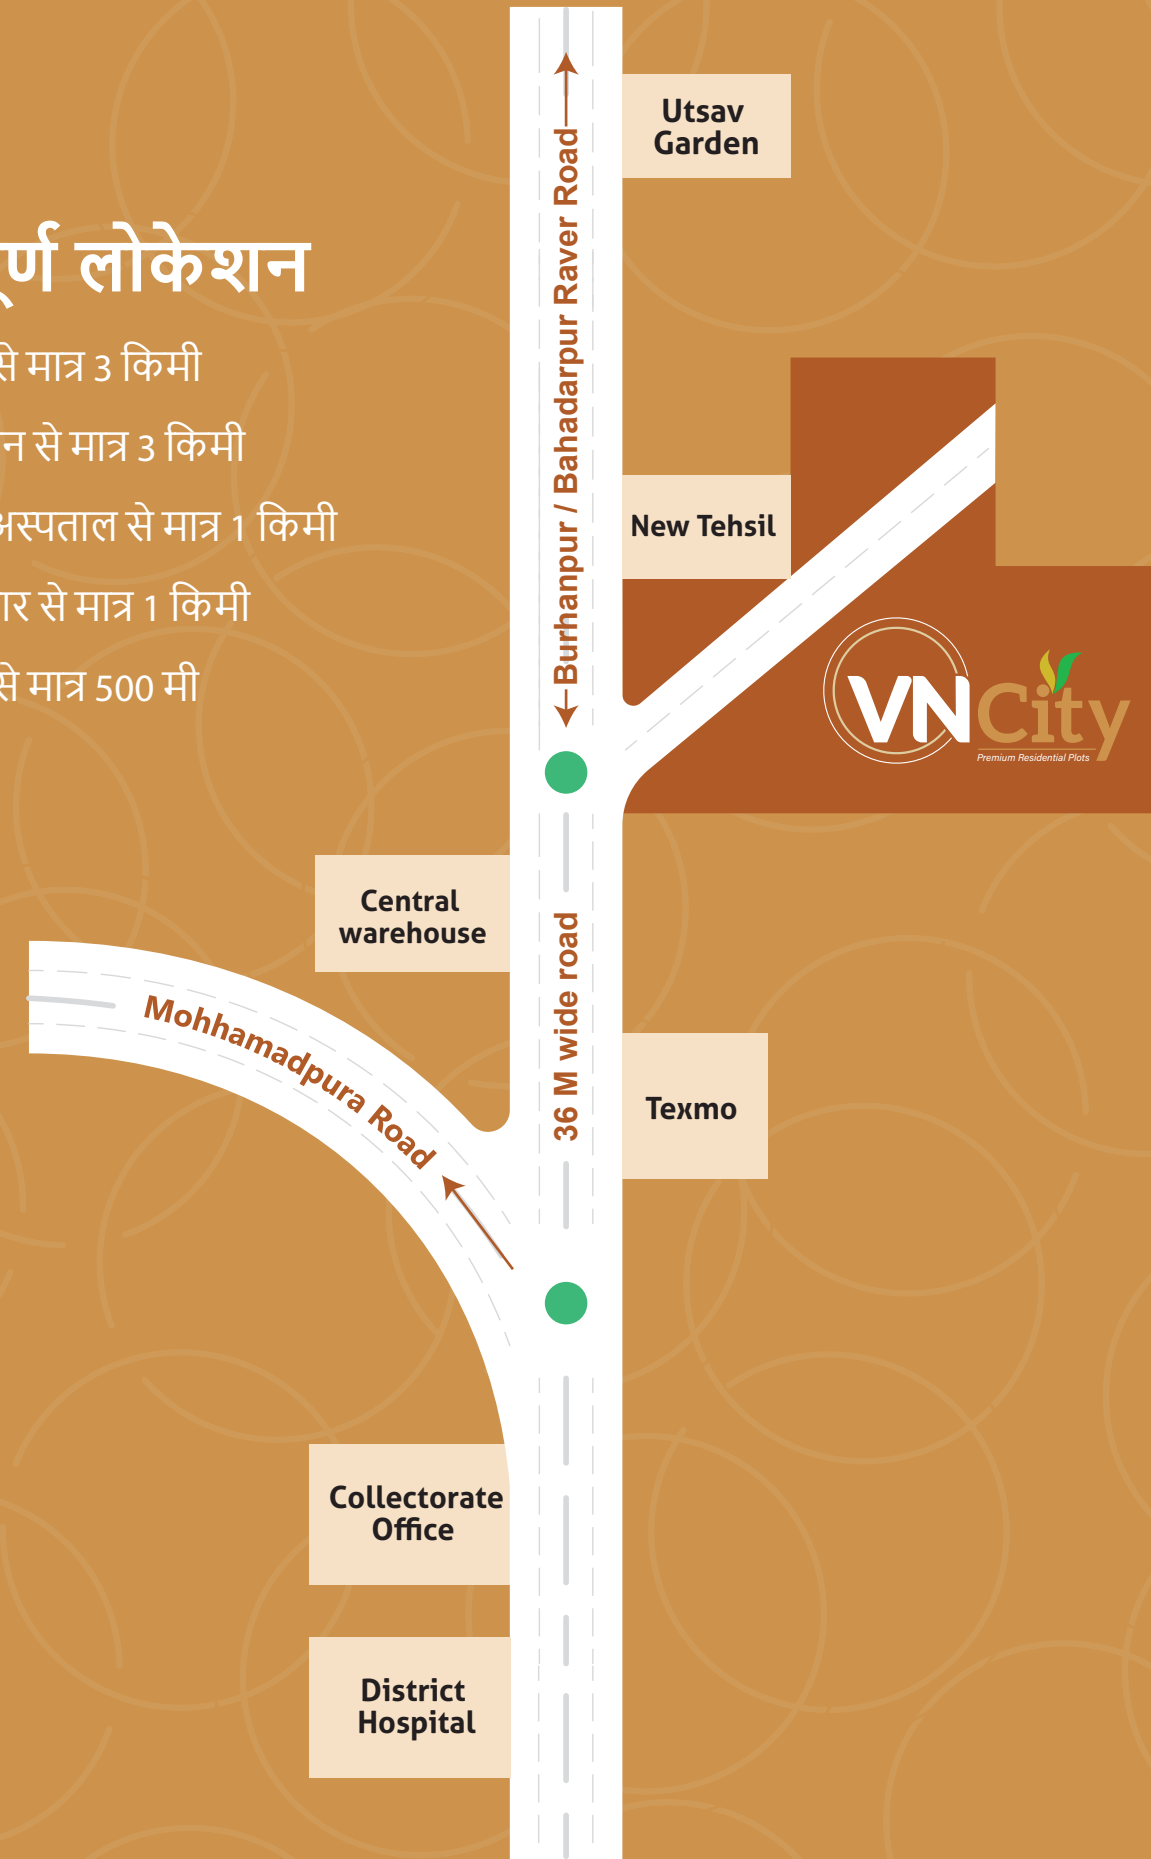 लोकेशन
से मात्र 3 किमी
से मात्र 3 किमी
अस्पताल से मात्र 1 किमी
से मात्र 1 किमी
से मात्र 500 मी
Utsav
Garden
Burhanpur / Bahadarpur Raver Road
New Tehsil
VNCity
Premium Residential Plots
Central
warehouse
36 M wide road
Mohhamadpura Road
Texmo
Collectorate
Office
District
Hospital